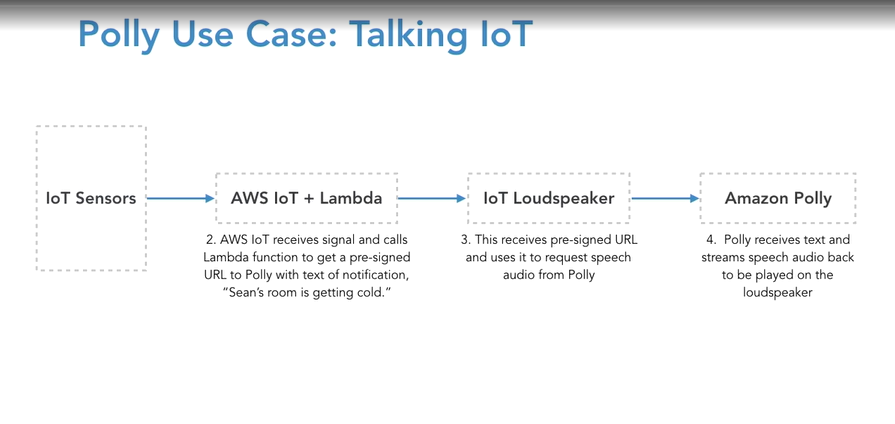 Polly Use Case: Talking IoT
IoT Sensors
AWS IoT + Lambda
2. AWS IoT receives signal and calls
Lambda function to get a pre-signed
URL to Polly with text of notification,
“Sean’s room is getting cold.”
IoT Loudspeaker
3. This receives pre-signed URL
and uses it to request speech
audio from Polly
Amazon Polly
4. Polly receives text and
streams speech audio back
to be played on the
loudspeaker